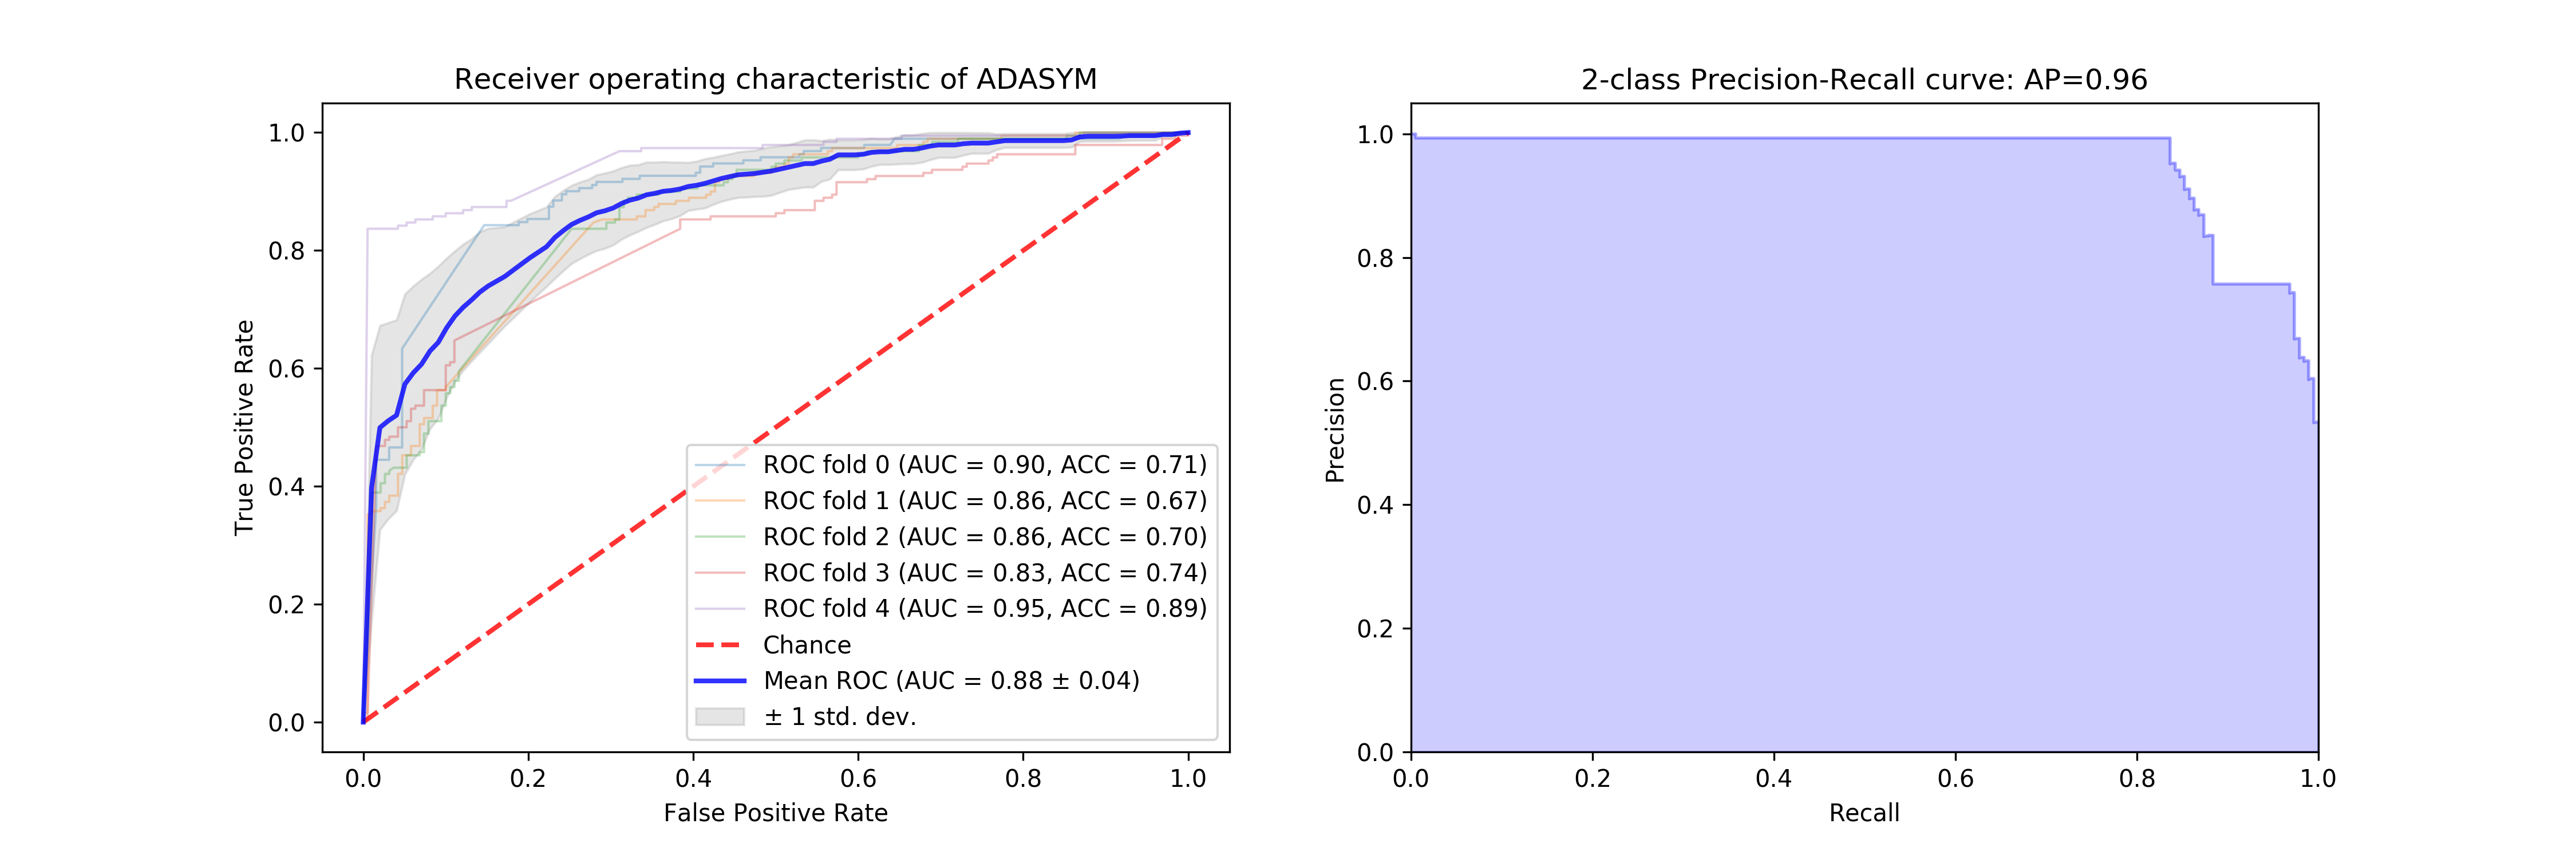 Receiver operating characteristic of ADASYM
True Positive Rate
1.0
0.8
0.6
0.4
0.2
0.0
ROC fold 0 (AUC = 0.90, ACC = 0.71)
ROC fold 1 (AUC = 0.86, ACC = 0.67)
ROC fold 2 (AUC = 0.86, ACC = 0.70)
ROC fold 3 (AUC = 0.83, ACC = 0.74)
ROC fold 4 (AUC = 0.95, ACC = 0.89)
Chance
Mean ROC (AUC = 0.88 ± 0.04)
± 1 std. dev.
0.0 0.2 0.4 0.6 0.8 1.0
False Positive Rate
2-class Precision-Recall curve: AP=0.96
Precision
1.0
0.8
0.6
0.4
0.2
0.0
0.0 0.2 0.4 0.6 0.8 1.0
Recall